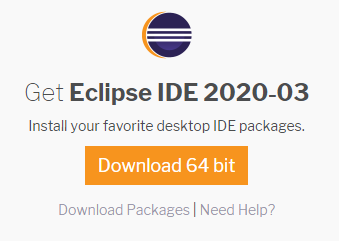 Get Eclipse IDE 2020-03
Install your favorite desktop IDE packages.
Download 64 bit
Download Packages | Need Help?